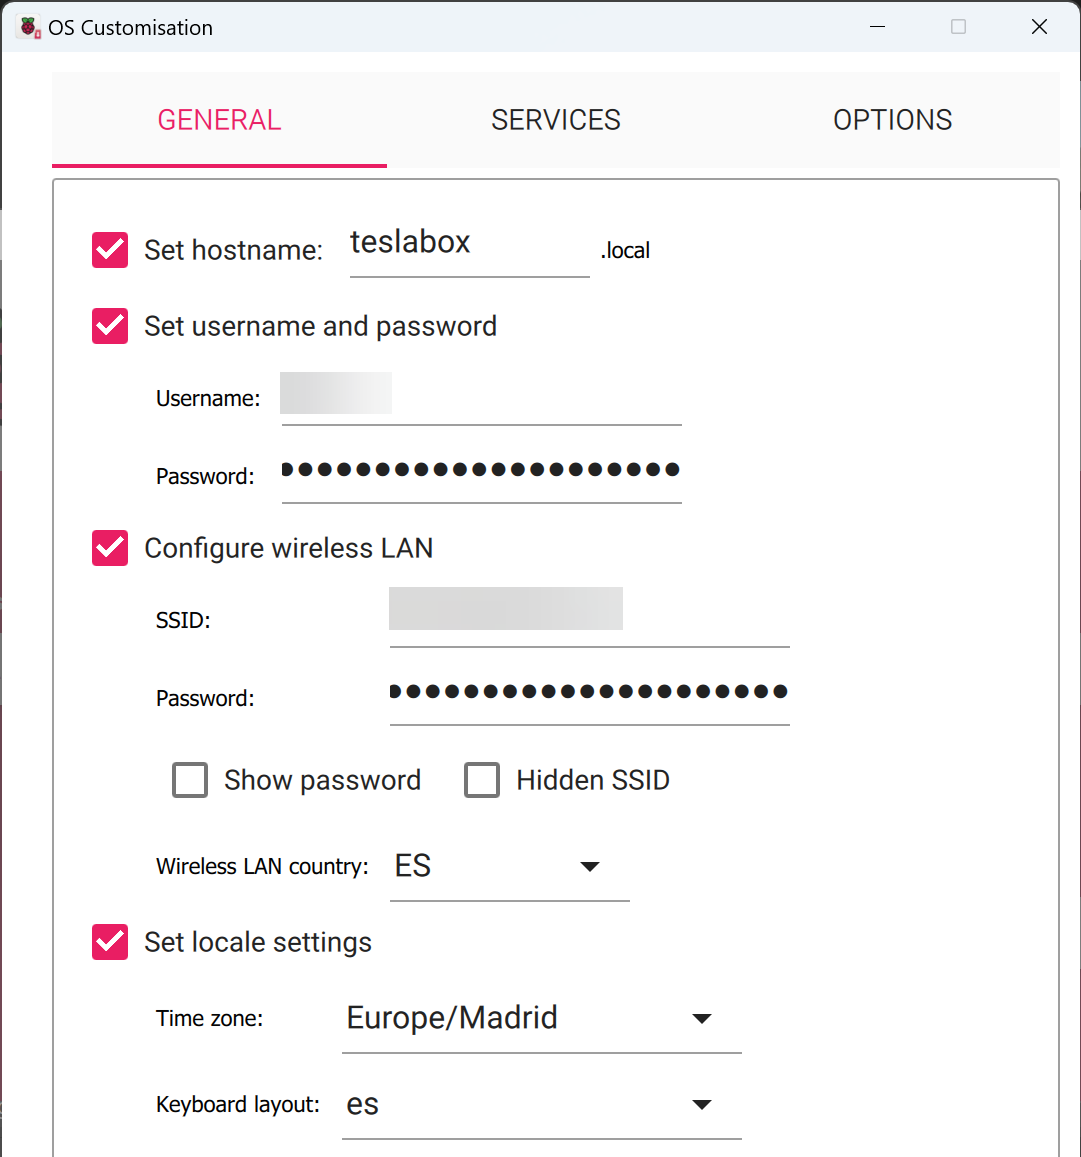 OS Customisation
GENERAL SERVICES OPTIONS
Set hostname: teslabox .local
Set username and password
Username:
Password: ●●●●●●●●●●●●●●●●●●●●●
Configure wireless LAN
SSID:
Password: ●●●●●●●●●●●●●●●●●●●●●
Show password Hidden SSID
Wireless LAN country: ES
Set locale settings
Time zone: Europe/Madrid
Keyboard layout: es